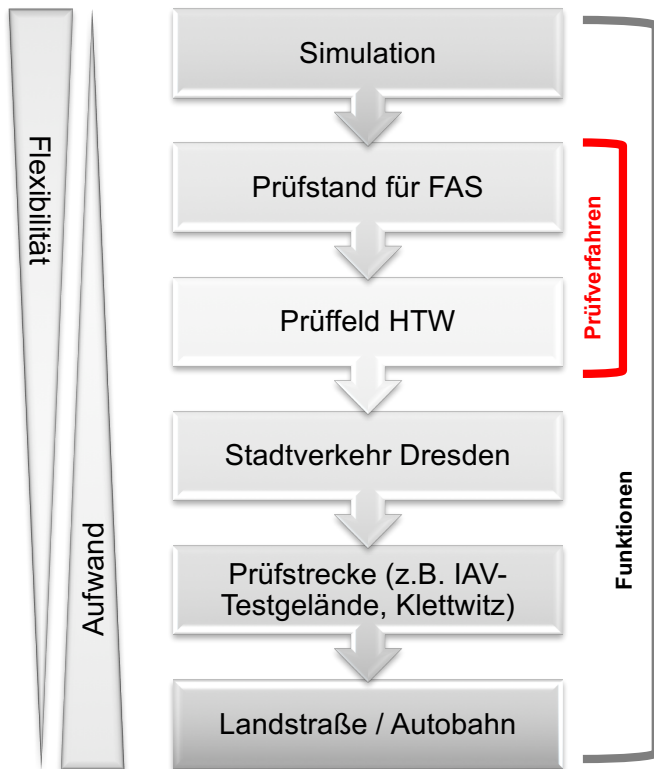 Flexibilität
Aufwand
Simulation
Prüfstand für FAS
Prüffeld HTW
Stadtverkehr Dresden
Prüfstrecke (z.B. IAV-
Testgelände, Klettwitz)
Landstraße / Autobahn
Prüfverfahren
Funktionen